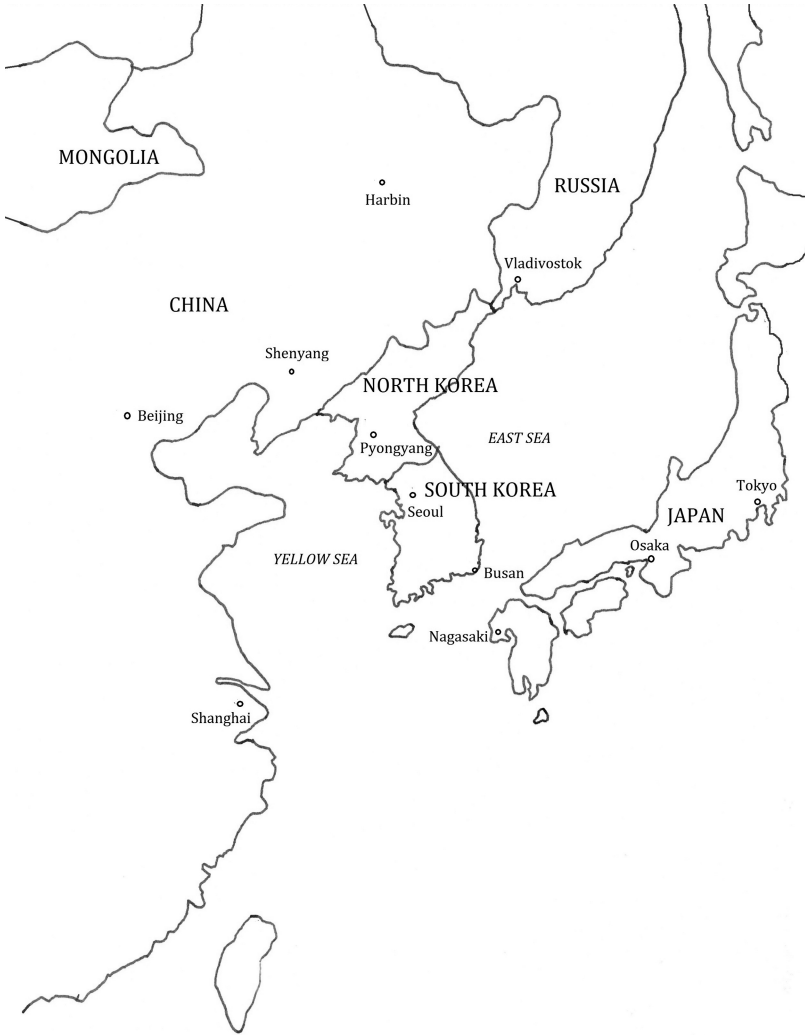 MONGOLIA
Harbin
RUSSIA
Vladivostok
CHINA
Shenyang
NORTH KOREA
Beijing
EAST SEA
Pyongyang
SOUTH KOREA
Seoul
Tokyo
JAPAN
Osaka
YELLOW SEA
Busan
Nagasaki
Shanghai